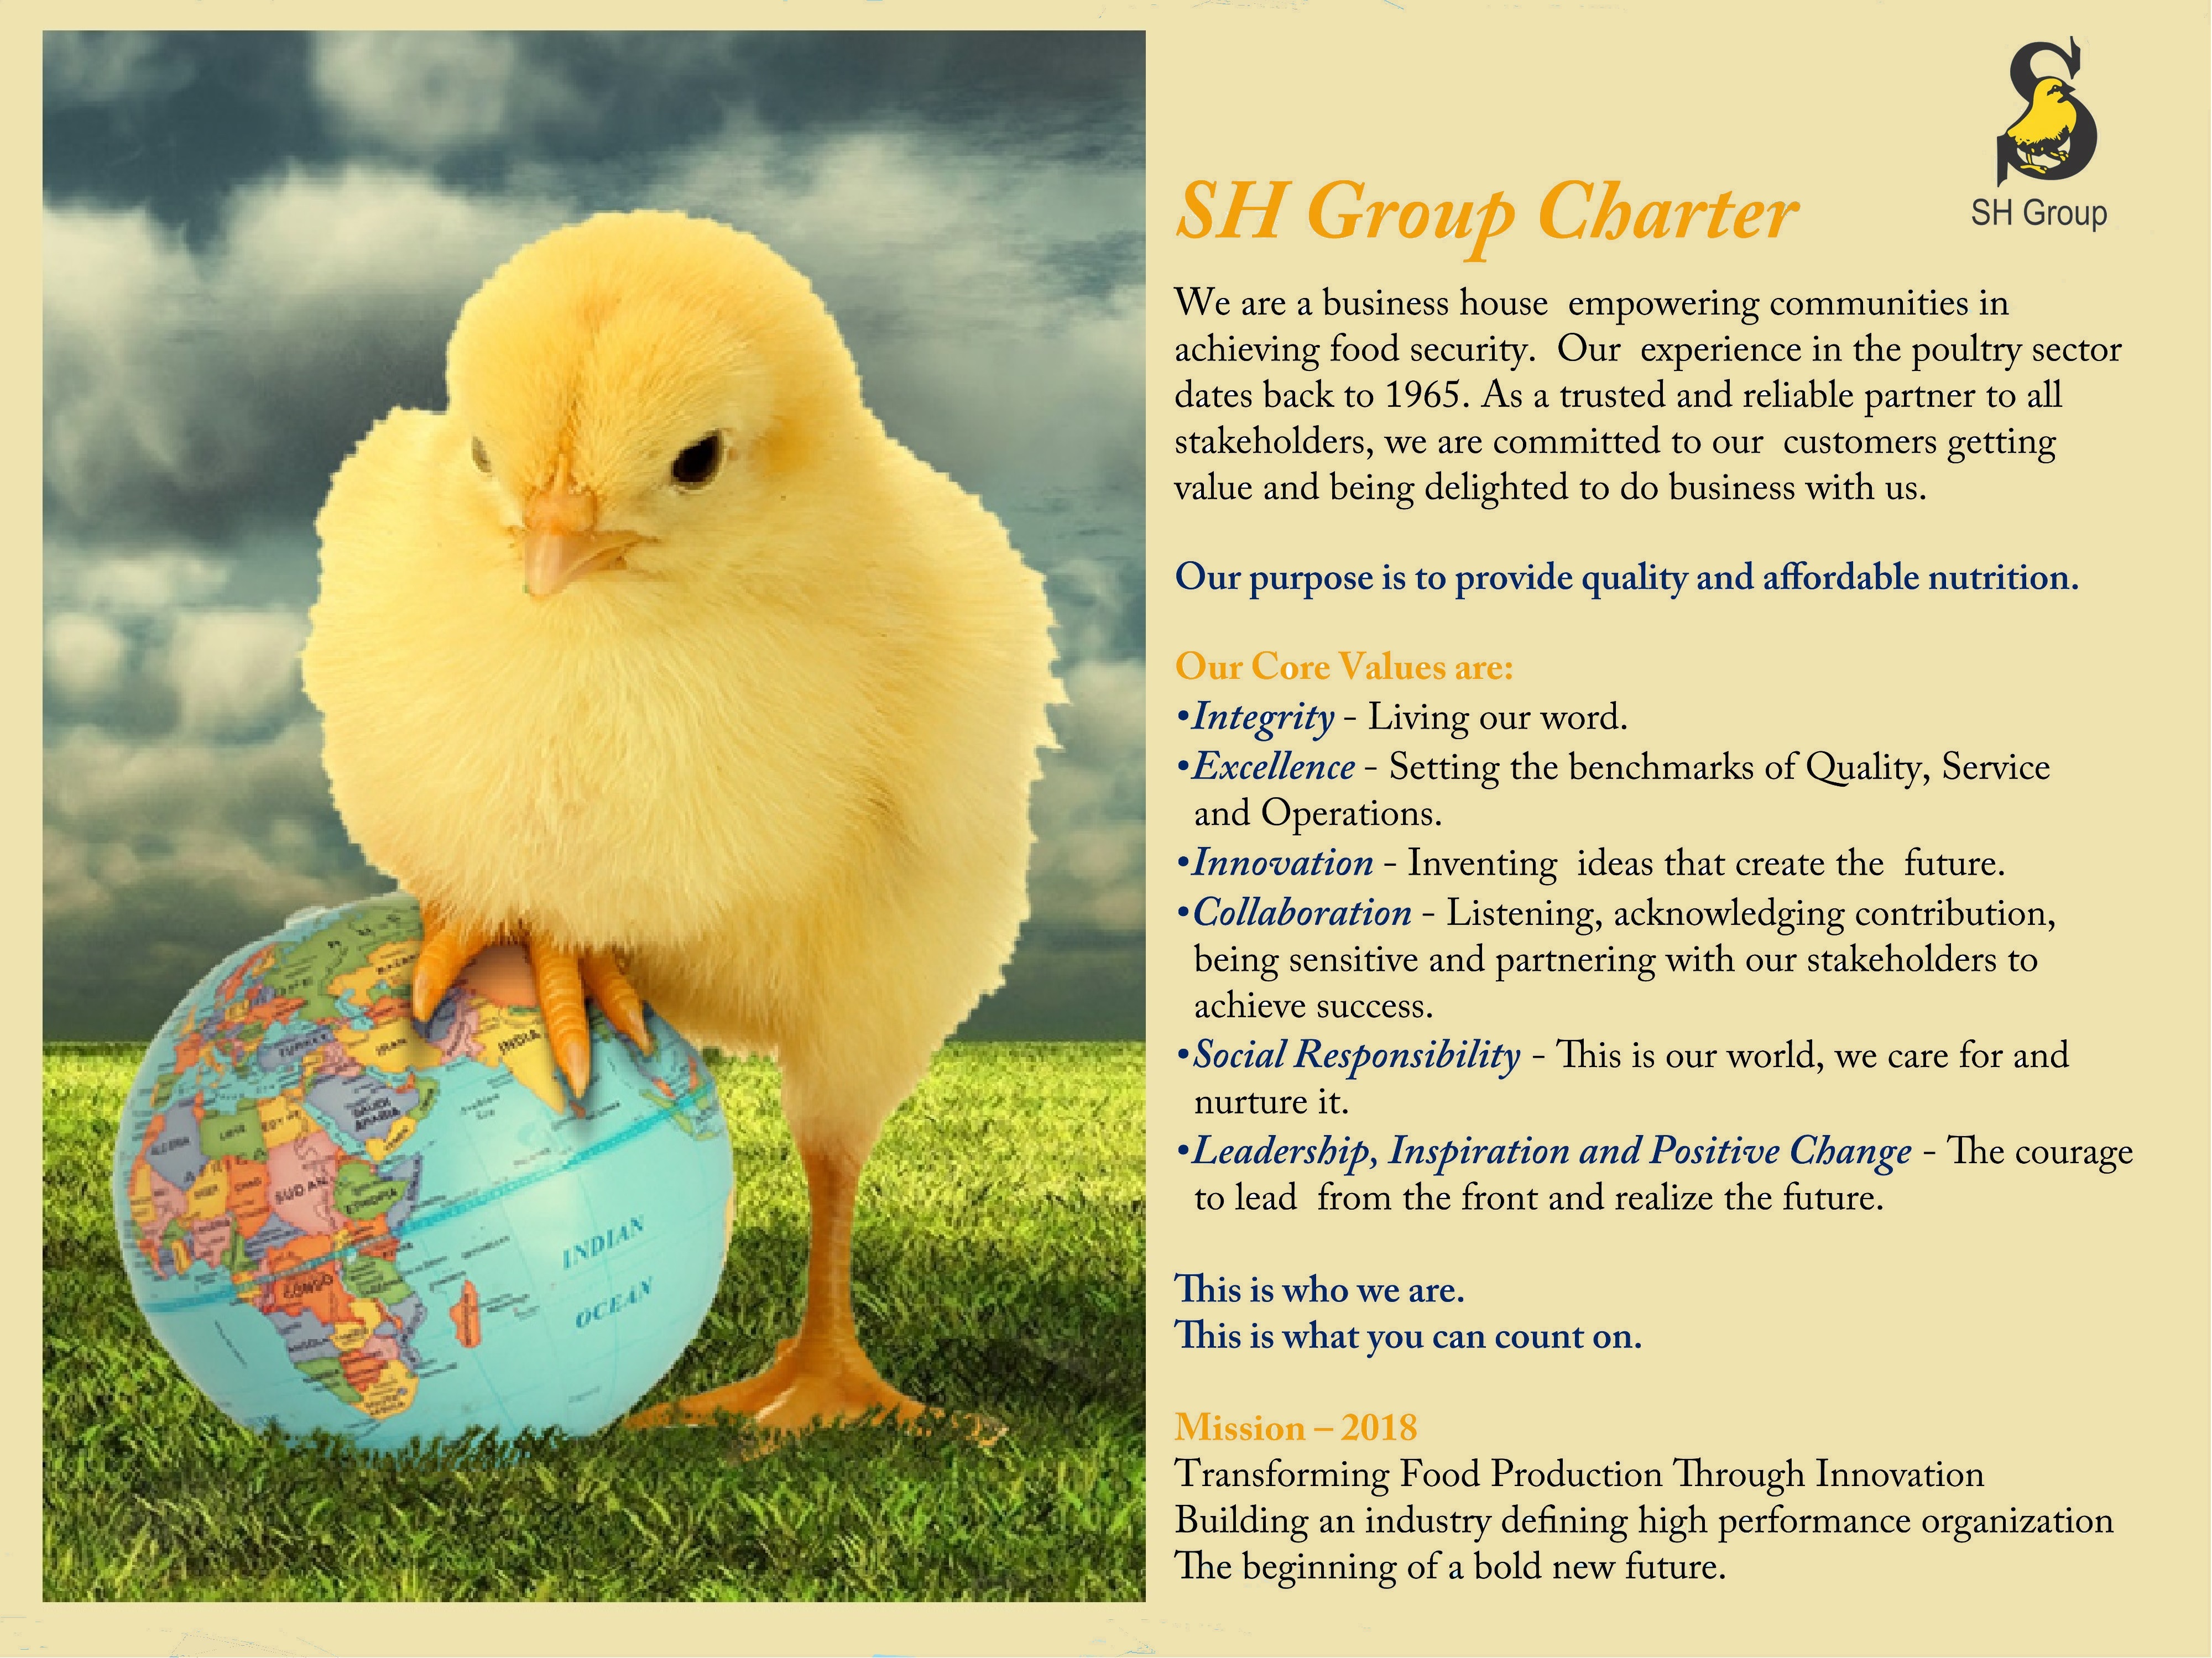 SH Group
SH Group Charter
We are a business house empowering communities in
achieving food security. Our experience in the poultry sector
dates back to 1965. As a trusted and reliable partner to all
stakeholders, we are committed to our customers getting
value and being delighted to do business with us.
Our purpose is to provide quality and affordable nutrition.
Our Core Values are:
•Integrity - Living our word.
•Excellence - Setting the benchmarks of Quality, Service
and Operations.
•Innovation - Inventing ideas that create the future.
•Collaboration - Listening, acknowledging contribution,
being sensitive and partnering with our stakeholders to
achieve success.
•Social Responsibility - This is our world, we care for and
nurture it.
•Leadership, Inspiration and Positive Change - The courage
to lead from the front and realize the future.
This is who we are.
This is what you can count on.
Mission – 2018
Transforming Food Production Through Innovation
Building an industry defining high performance organization
The beginning of a bold new future.
TURKEY
IRAN
INDIA
SAUDI
ARABIA
SUDAN
ETHIOPIA
CONGO
INDIAN
OCEAN